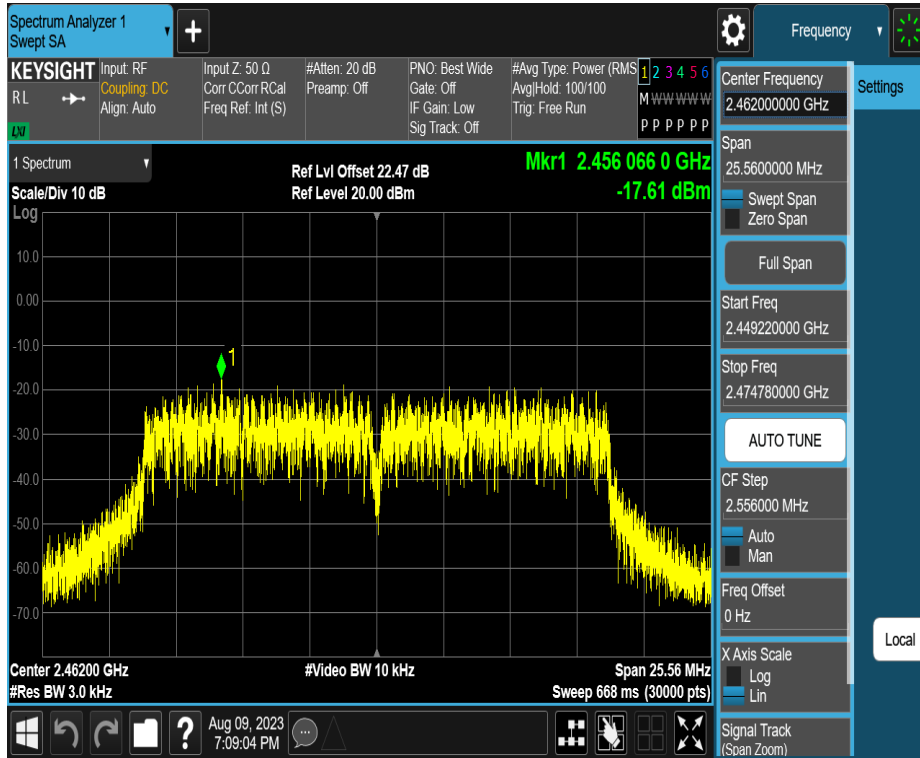 Spectrum Analyzer 1
Swept SA
+
Frequency
KEYSIGHT
R L
LXI
Input: RF
Coupling: DC
Align: Auto
Input Z: 50 Ω
Corr CCorr RCal
Freq Ref: Int (S)
#Atten: 20 dB
Preamp: Off
PNO: Best Wide
Gate: Off
IF Gain: Low
Sig Track: Off
#Avg Type: Power (RMS
Avg|Hold: 100/100
Trig: Free Run
1 2 3 4 5 6
M W W W W W
P P P P P P
1 Spectrum
Scale/Div 10 dB
Log
Ref Lvl Offset 22.47 dB
Ref Level 20.00 dBm
Mkr1 2.456 066 0 GHz
-17.61 dBm
10.0
0.00
-10.0
-20.0
-30.0
-40.0
-50.0
-60.0
-70.0
1
Center 2.46200 GHz
#Res BW 3.0 kHz
#Video BW 10 kHz
Span 25.56 MHz
Sweep 668 ms (30000 pts)
?
Aug 09, 2023
7:09:04 PM
Center Frequency
2.462000000 GHz
Settings
Span
25.5600000 MHz
Swept Span
Zero Span
Full Span
Start Freq
2.449220000 GHz
Stop Freq
2.474780000 GHz
AUTO TUNE
CF Step
2.556000 MHz
Auto
Man
Freq Offset
0 Hz
X Axis Scale
Log
Lin
Signal Track
(Span Zoom)
Local